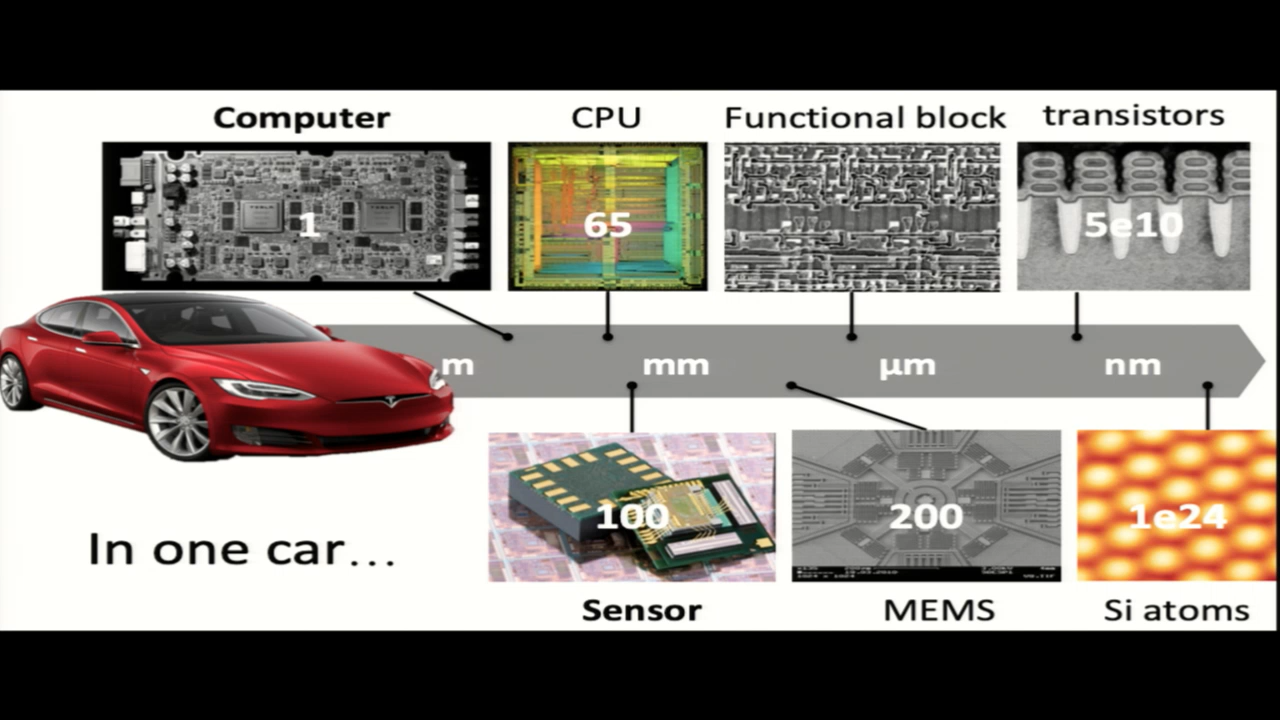 Computer
CPU
Functional block
transistors
1
65
5e10
m
mm
µm
nm
100
200
1e24
In one car...
Sensor
MEMS
Si atoms